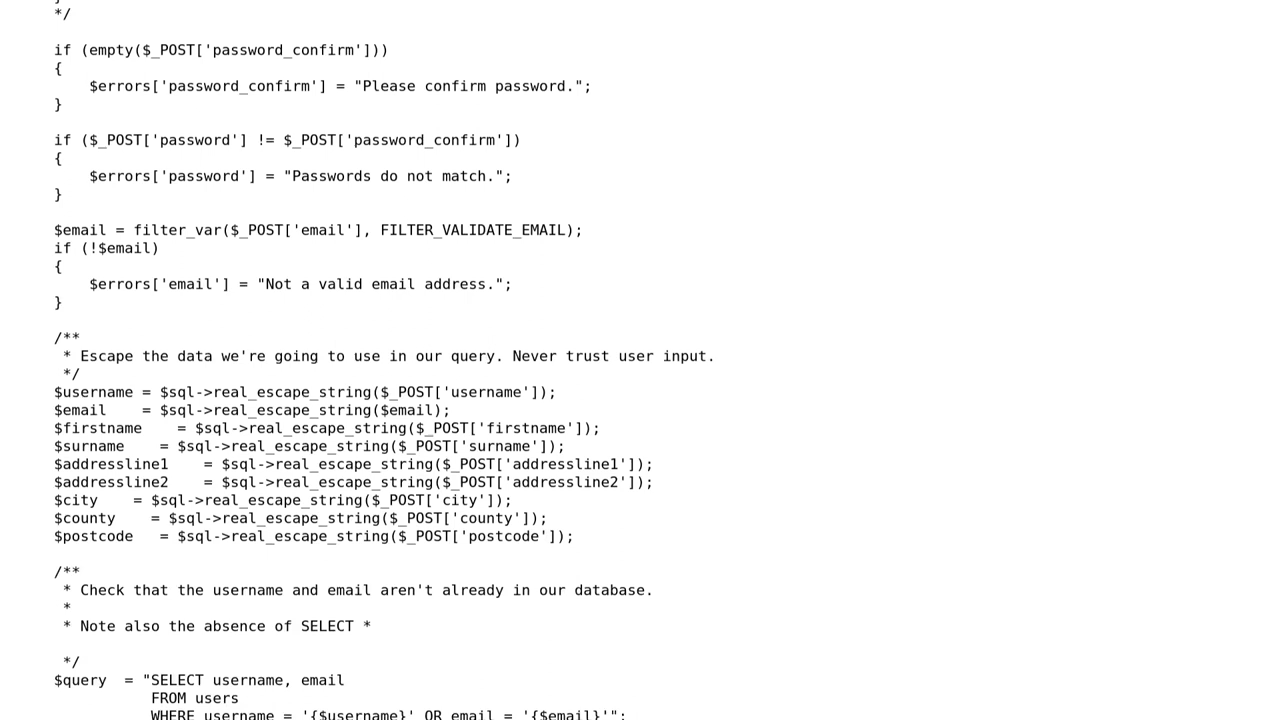 */
if (empty($_POST['password_confirm']))
{
    $errors['password_confirm'] = "Please confirm password.";
}
if ($_POST['password'] != $_POST['password_confirm'])
{
    $errors['password'] = "Passwords do not match.";
}
$email = filter_var($_POST['email'], FILTER_VALIDATE_EMAIL);
if (!$email)
{
    $errors['email'] = "Not a valid email address.";
}
/**
 * Escape the data we're going to use in our query. Never trust user input.
 */
$username = $sql->real_escape_string($_POST['username']);
$email    = $sql->real_escape_string($email);
$firstname    = $sql->real_escape_string($_POST['firstname']);
$surname    = $sql->real_escape_string($_POST['surname']);
$addressline1    = $sql->real_escape_string($_POST['addressline1']);
$addressline2    = $sql->real_escape_string($_POST['addressline2']);
$city    = $sql->real_escape_string($_POST['city']);
$county    = $sql->real_escape_string($_POST['county']);
$postcode   = $sql->real_escape_string($_POST['postcode']);
/**
 * Check that the username and email aren't already in our database.
 *
 * Note also the absence of SELECT *
 */
$query  = "SELECT username, email
           FROM users
           WHERE username = '{$username}' OR email = '{$email}'";